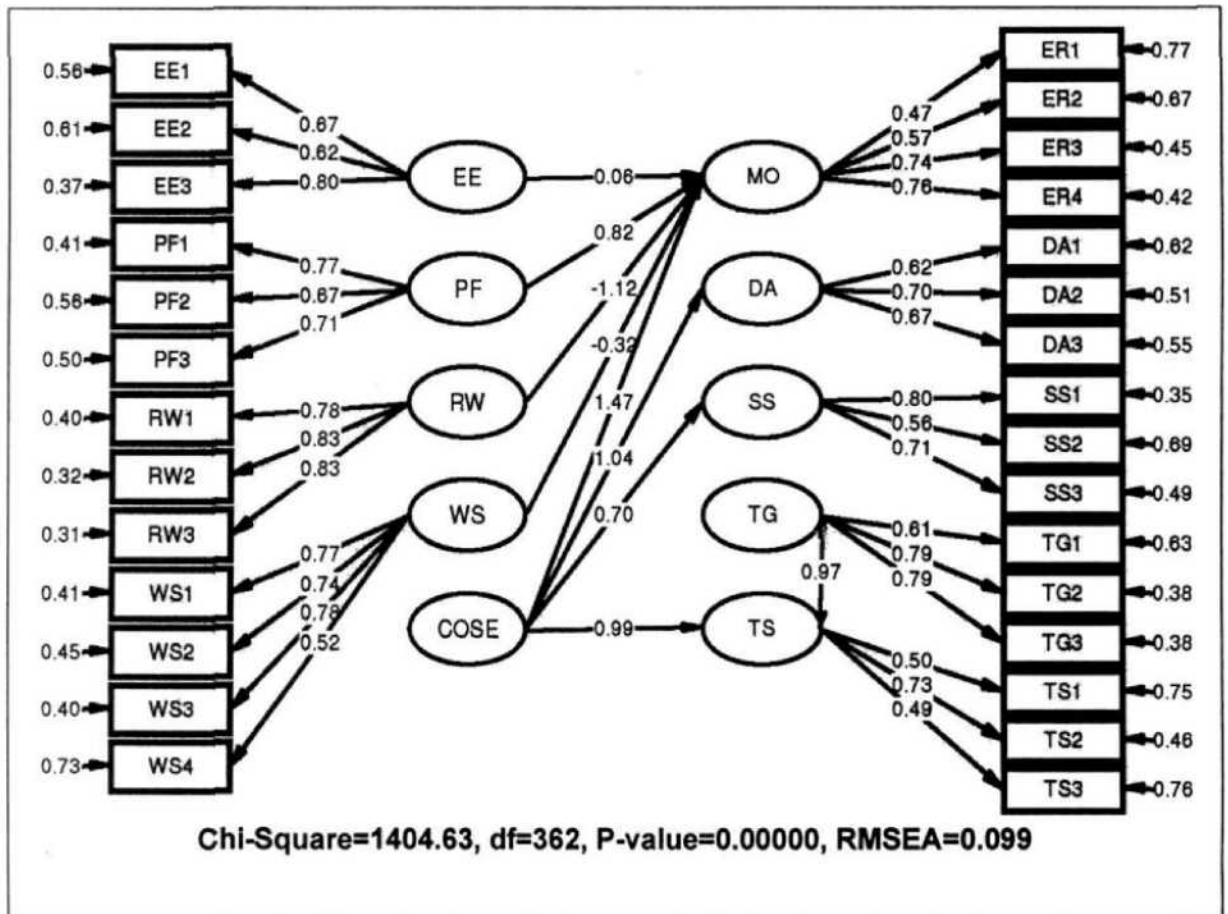 0.56 EE1
0.61 EE2
0.37 EE3
0.41 PF1
0.56 PF2
0.50 PF3
0.40 RW1
0.32 RW2
0.31 RW3
0.41 WS1
0.45 WS2
0.40 WS3
0.73 WS4
0.67
0.62
0.80
0.77
0.67
0.71
0.78
0.83
0.83
0.77
0.74
0.78
0.52
EE
PF
RW
WS
COSE
0.06
0.82
-1.12
-0.32
1.47
1.04
0.70
0.99
0.97
MO
DA
SS
TG
TS
0.47
0.57
0.74
0.76
0.62
0.70
0.67
0.80
0.56
0.71
0.61
0.79
0.79
0.50
0.73
0.49
ER1 0.77
ER2 0.67
ER3 0.45
ER4 0.42
DA1 0.62
DA2 0.51
DA3 0.55
SS1 0.35
SS2 0.69
SS3 0.49
TG1 0.63
TG2 0.38
TG3 0.38
TS1 0.75
TS2 0.46
TS3 0.76
Chi-Square=1404.63, df=362, P-value=0.00000, RMSEA=0.099